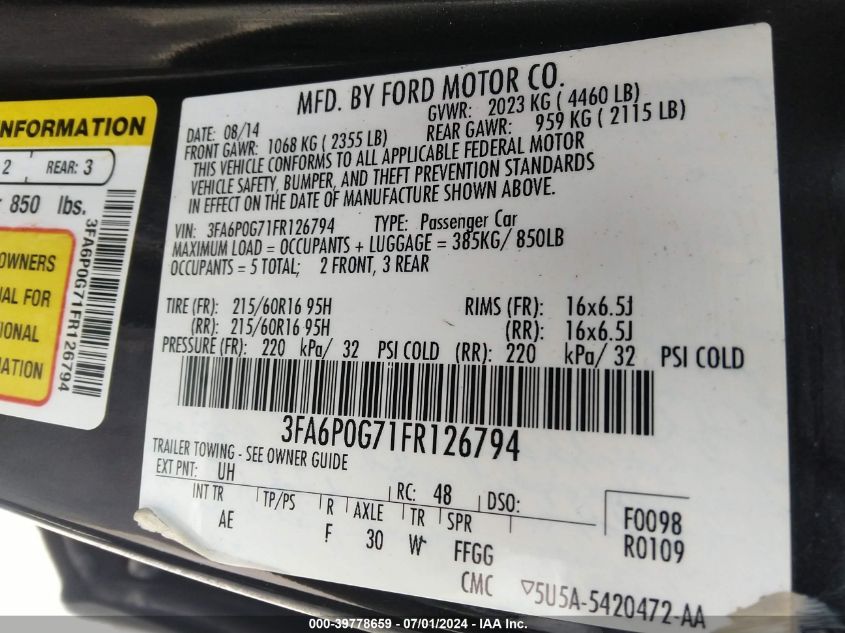 MFD. BY FORD MOTOR CO.
DATE: 08/14 GVWR: 2023 KG ( 4460 LB)
FRONT GAWR: 1068 KG ( 2355 LB) REAR GAWR: 959 KG ( 2115 LB)
THIS VEHICLE CONFORMS TO ALL APPLICABLE FEDERAL MOTOR
VEHICLE SAFETY, BUMPER, AND THEFT PREVENTION STANDARDS
IN EFFECT ON THE DATE OF MANUFACTURE SHOWN ABOVE.
VIN: 3FA6P0G71FR126794 TYPE: Passenger Car
MAXIMUM LOAD = OCCUPANTS + LUGGAGE = 385KG/ 850LB
OCCUPANTS = 5 TOTAL; 2 FRONT, 3 REAR
TIRE (FR): 215/60R16 95H RIMS (FR): 16x6.5J
(RR): 215/60R16 95H (RR): 16x6.5J
PRESSURE (FR): 220 kPa/ 32 PSI COLD (RR): 220 kPa/ 32 PSI COLD
3FA6P0G71FR126794
TRAILER TOWING - SEE OWNER GUIDE
EXT PNT: UH RC: 48 DSO:
INT TR TP/PS R AXLE TR SPR F0098
AE F 30 W FFGG R0109
CMC ▽5U5A-5420472-AA
INFORMATION
2 REAR: 3
850 lbs.
OWNERS
FOR
3FA6P0G71FR126794
000-39778659 / 07/01/2024 - IAA Inc.